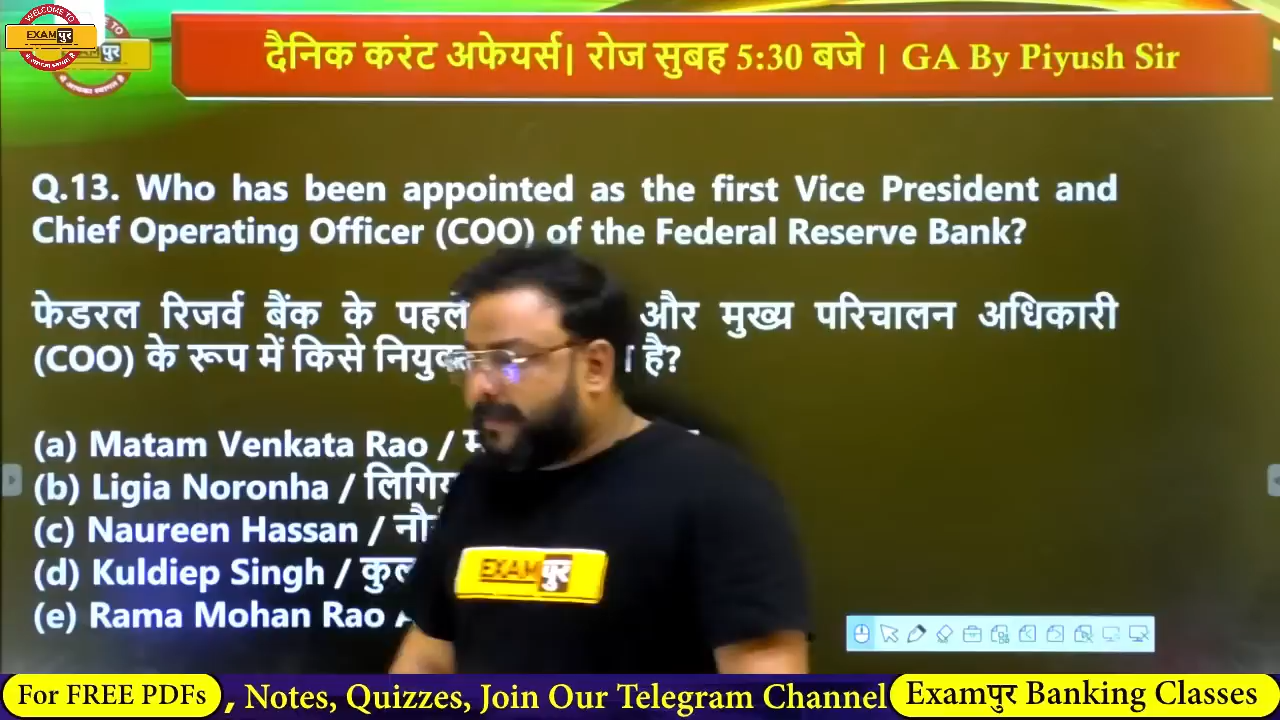 WELCOME TO
EXAMपुर
दैनिक करंट अफेयर्स| रोज सुबह 5:30 बजे | GA By Piyush Sir
Q.13. Who has been appointed as the first Vice President and
Chief Operating Officer (COO) of the Federal Reserve Bank?
फेडरल रिजर्व बैंक के पहले और मुख्य परिचालन अधिकारी
(COO) के रूप में किसे है?
(a) Matam Venkata Rao /
(b) Ligia Noronha /
(c) Naureen Hassan /
(d) Kuldiep Singh /
(e) Rama Mohan Rao
EXAMपुर
For FREE PDFs , Notes, Quizzes, Join Our Telegram Channel Examपुर Banking Classes